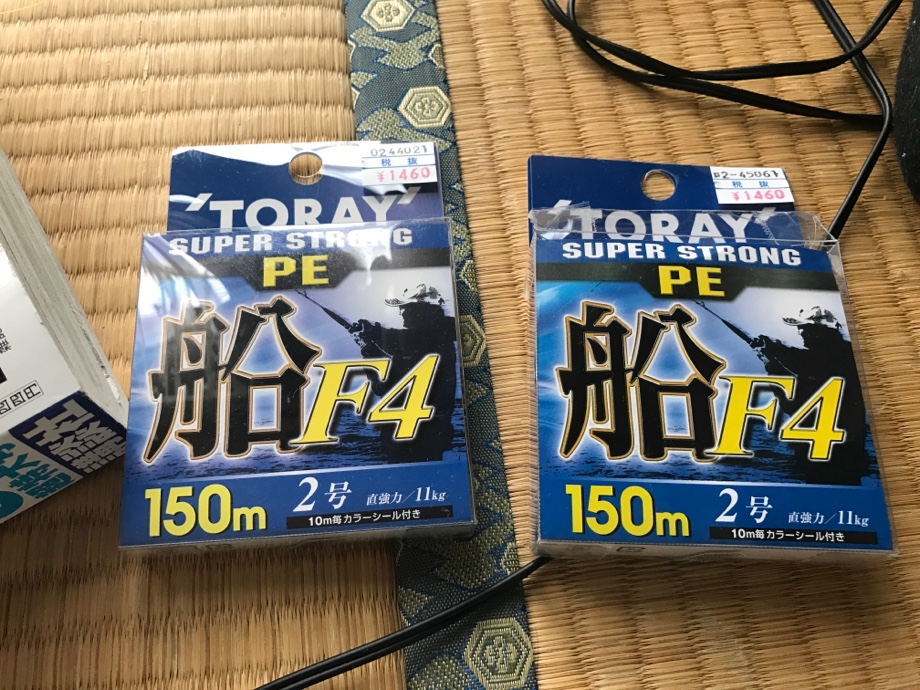 0244021
税抜
¥1460
'TORAY'
SUPER STRONG
PE
船F4
150m
2号
直強力/11kg
10m毎カラーシール付き
税抜
¥1460
'TORAY'
SUPER STRONG
PE
船F4
150m
2号
直強力/11kg
10m毎カラーシール付き